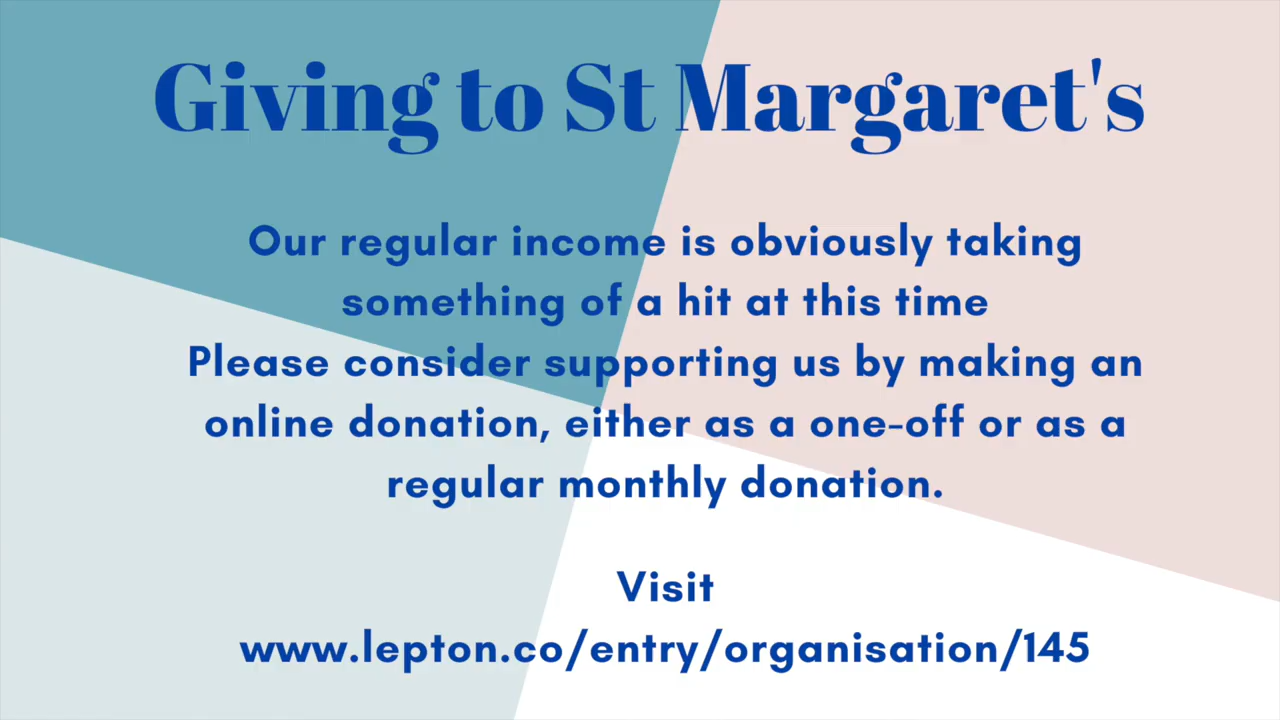 Giving to St Margaret's
Our regular income is obviously taking
something of a hit at this time
Please consider supporting us by making an
online donation, either as a one-off or as a
regular monthly donation.
Visit
www.lepton.co/entry/organisation/145